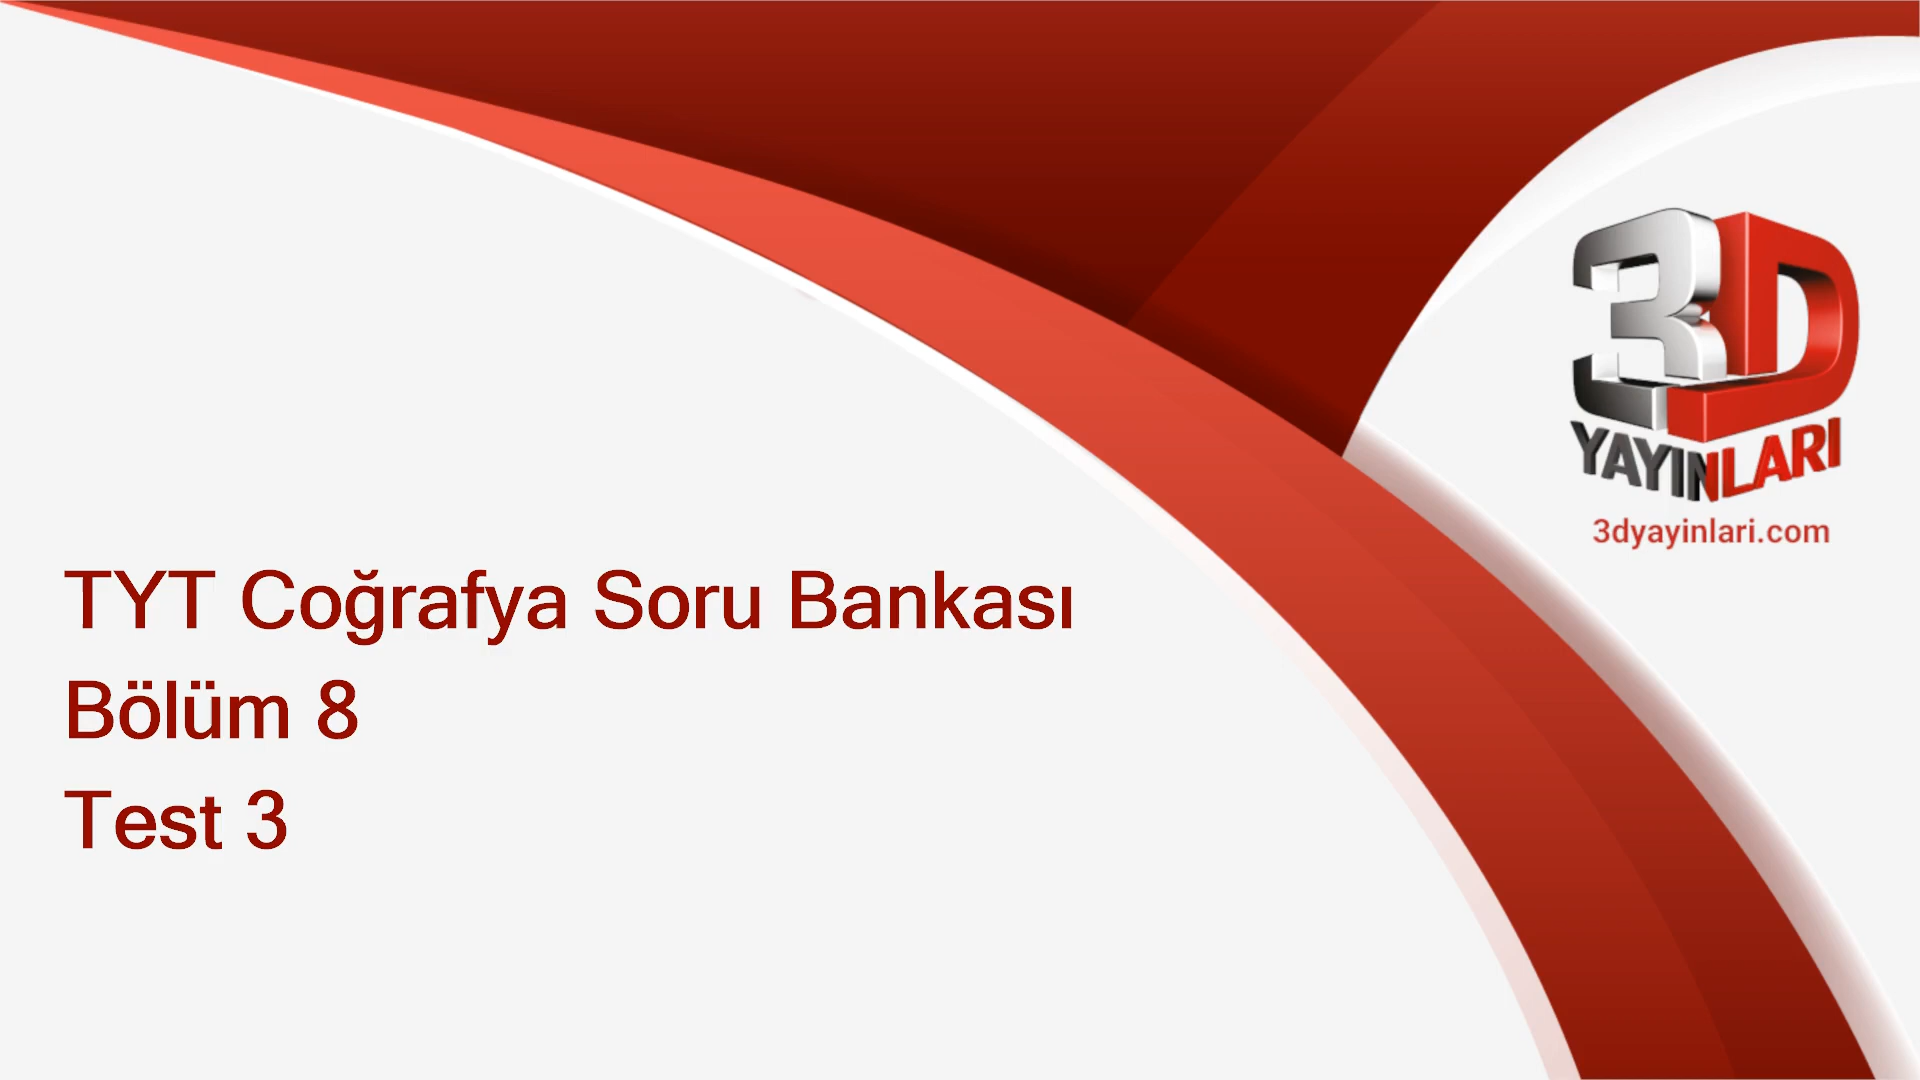 3D
YAYINLARI
3dyayinlari.com
TYT Coğrafya Soru Bankası
Bölüm 8
Test 3